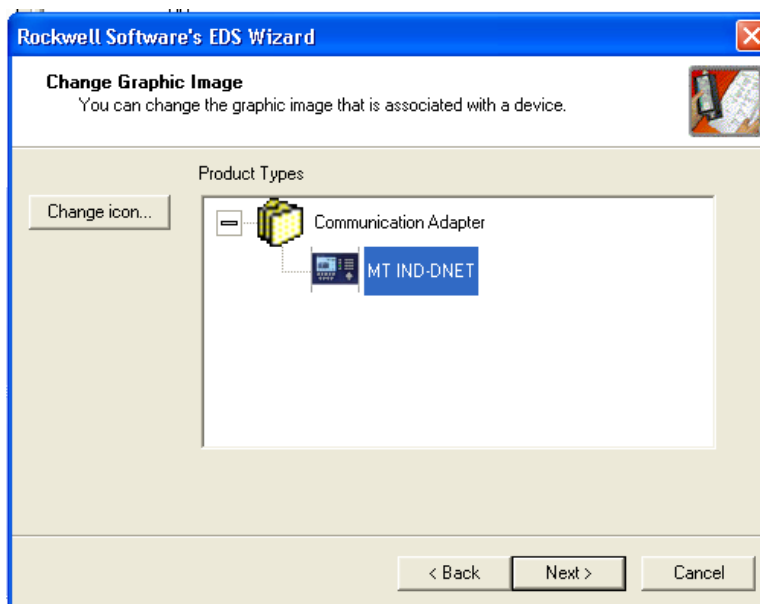 Rockwell Software's EDS Wizard
Change Graphic Image
You can change the graphic image that is associated with a device.
Product Types
Change icon...
Communication Adapter
MT IND-DNET
< Back
Next >
Cancel